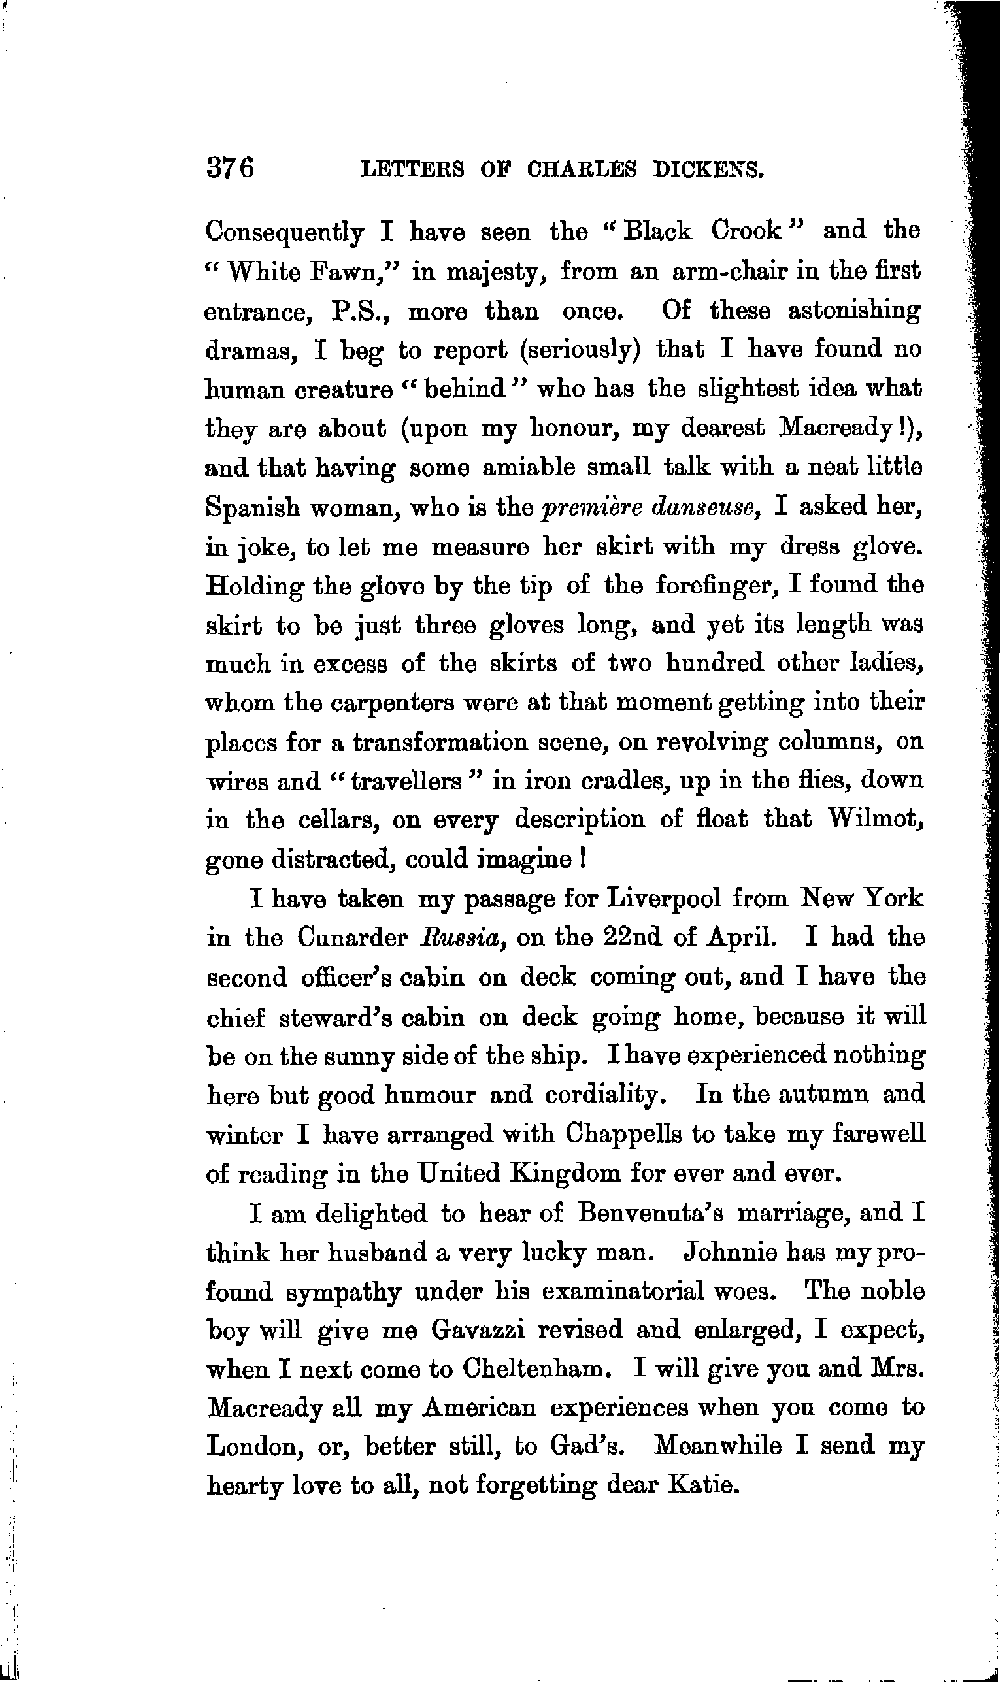 376 LETTERS OF CHARLES DICKENS.
Consequently I have seen the “Black Crook” and the
“White Fawn,” in majesty, from an arm-chair in the first
entrance, P.S., more than once. Of these astonishing
dramas, I beg to report (seriously) that I have found no
human creature “behind” who has the slightest idea what
they are about (upon my honour, my dearest Macready!),
and that having some amiable small talk with a neat little
Spanish woman, who is the première danseuse, I asked her,
in joke, to let me measure her skirt with my dress glove.
Holding the glove by the tip of the forefinger, I found the
skirt to be just three gloves long, and yet its length was
much in excess of the skirts of two hundred other ladies,
whom the carpenters were at that moment getting into their
places for a transformation scene, on revolving columns, on
wires and “travellers” in iron cradles, up in the flies, down
in the cellars, on every description of float that Wilmot,
gone distracted, could imagine!
I have taken my passage for Liverpool from New York
in the Cunarder Russia, on the 22nd of April. I had the
second officer’s cabin on deck coming out, and I have the
chief steward’s cabin on deck going home, because it will
be on the sunny side of the ship. I have experienced nothing
here but good humour and cordiality. In the autumn and
winter I have arranged with Chappells to take my farewell
of reading in the United Kingdom for ever and ever.
I am delighted to hear of Benvenuta’s marriage, and I
think her husband a very lucky man. Johnnie has my pro-
found sympathy under his examinatorial woes. The noble
boy will give me Gavazzi revised and enlarged, I expect,
when I next come to Cheltenham. I will give you and Mrs.
Macready all my American experiences when you come to
London, or, better still, to Gad’s. Meanwhile I send my
hearty love to all, not forgetting dear Katie.